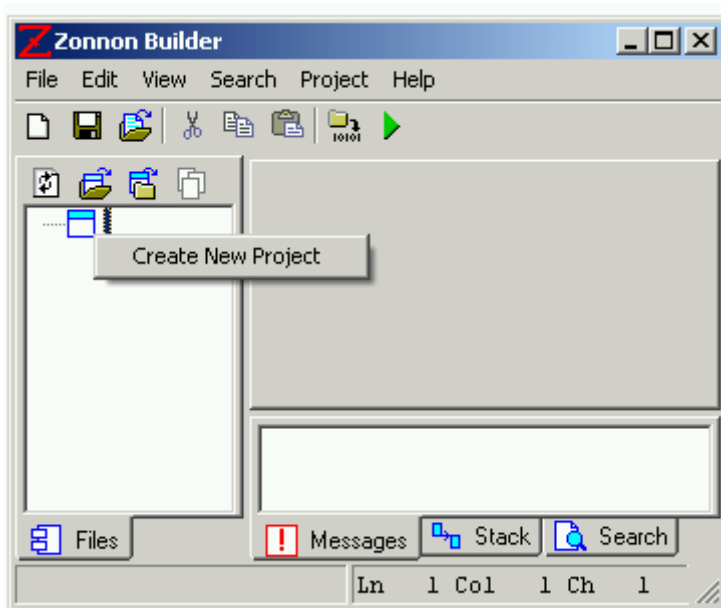 Zonnon Builder
File Edit View Search Project Help
10101
Create New Project
Files
Messages Stack Search
Ln 1 Col 1 Ch 1